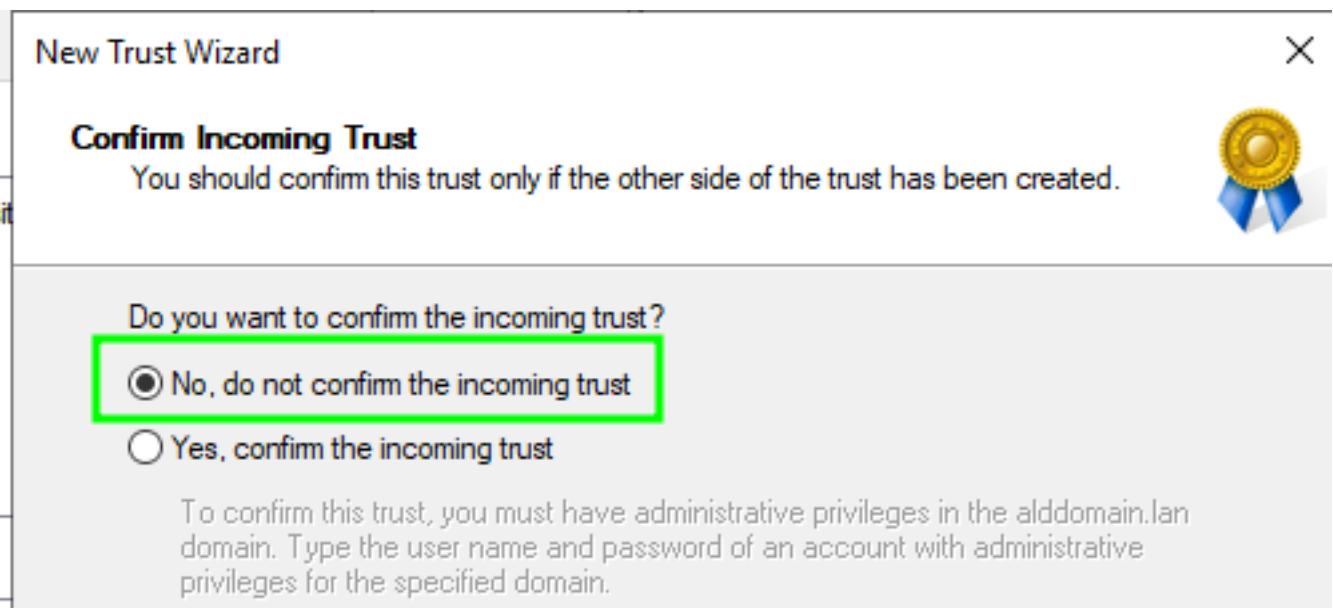 New Trust Wizard
Confirm Incoming Trust
You should confirm this trust only if the other side of the trust has been created.
Do you want to confirm the incoming trust?
No, do not confirm the incoming trust
Yes, confirm the incoming trust
To confirm this trust, you must have administrative privileges in the alddomain.lan
domain. Type the user name and password of an account with administrative
privileges for the specified domain.